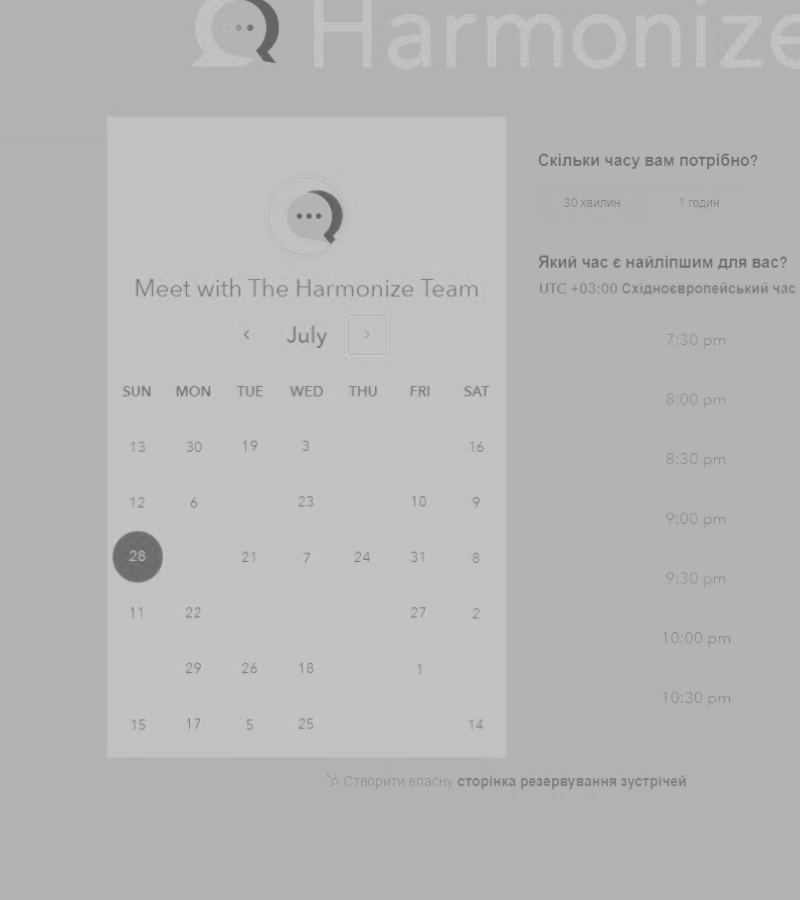 Harmonize
Скільки часу вам потрібно?
30 хвилин 1 годин
Який час є найліпшим для вас?
Meet with The Harmonize Team
UTC +03:00 Східноєвропейський час
‹ July ›
7:30 pm
SUN MON TUE WED THU FRI SAT
8:00 pm
13 30 19 3 16
8:30 pm
12 6 23 10 9
9:00 pm
28 21 7 24 31 8
9:30 pm
11 22 27 2
10:00 pm
29 26 18 1
10:30 pm
15 17 5 25 14
Створити власну сторінка резервування зустрічей